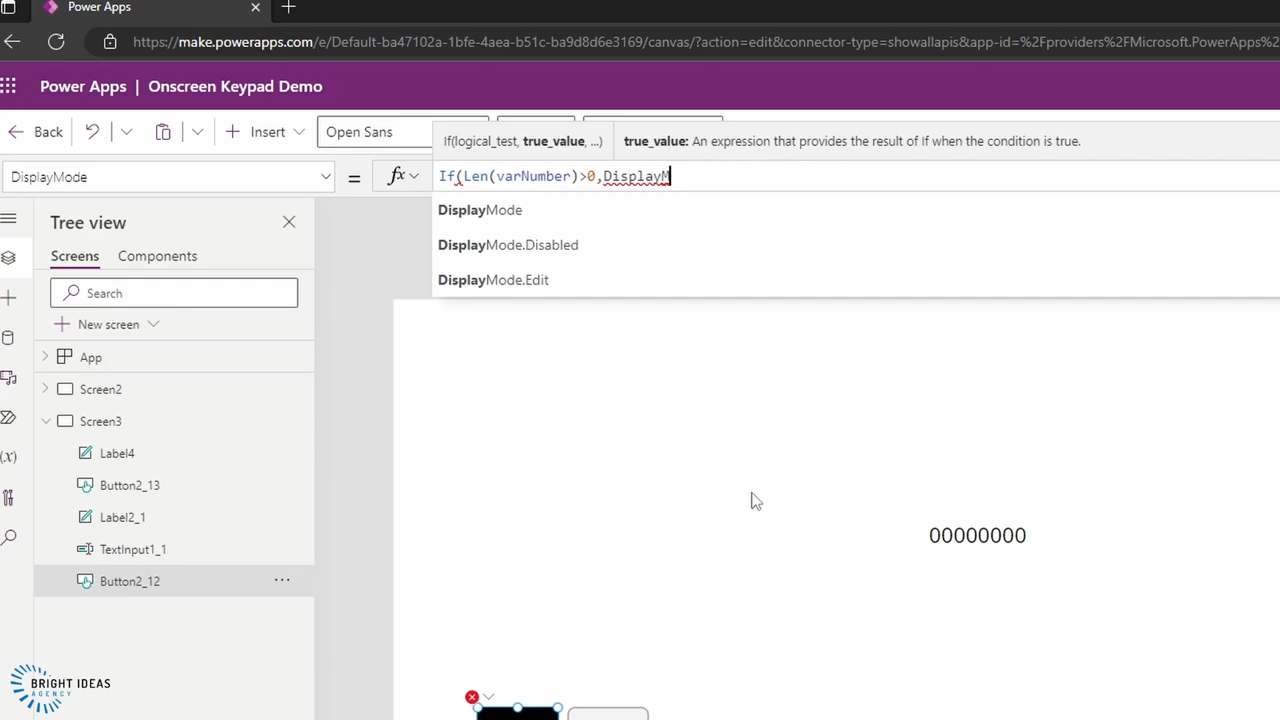 Power Apps
https://make.powerapps.com/e/Default-ba47102a-1bfe-4aea-b51c-ba9d8d6e3169/canvas/?action=edit&connector-type=showallapis&app-id=%2Fproviders%2FMicrosoft.PowerApps%2
Power Apps | Onscreen Keypad Demo
Back
Insert
Open Sans
If(logical_test, true_value, ...)
true_value: An expression that provides the result of If when the condition is true.
DisplayMode
=
fx
If(Len(varNumber)>0,DisplayM
DisplayMode
DisplayMode.Disabled
DisplayMode.Edit
Tree view
Screens
Components
Search
New screen
App
Screen2
Screen3
Label4
Button2_13
Label2_1
TextInput1_1
Button2_12
...
(x)
00000000
BRIGHT IDEAS
AGENCY